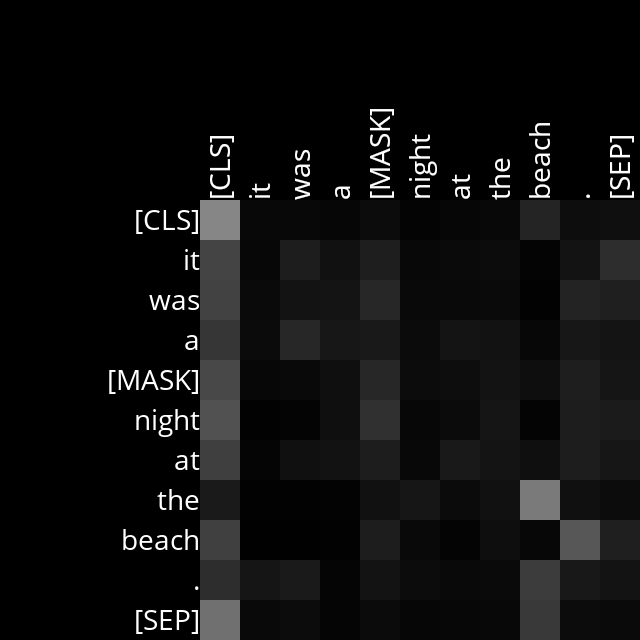 [CLS] it was a [MASK] night at the beach . [SEP]
[CLS]
it
was
a
[MASK]
night
at
the
beach
.
[SEP]